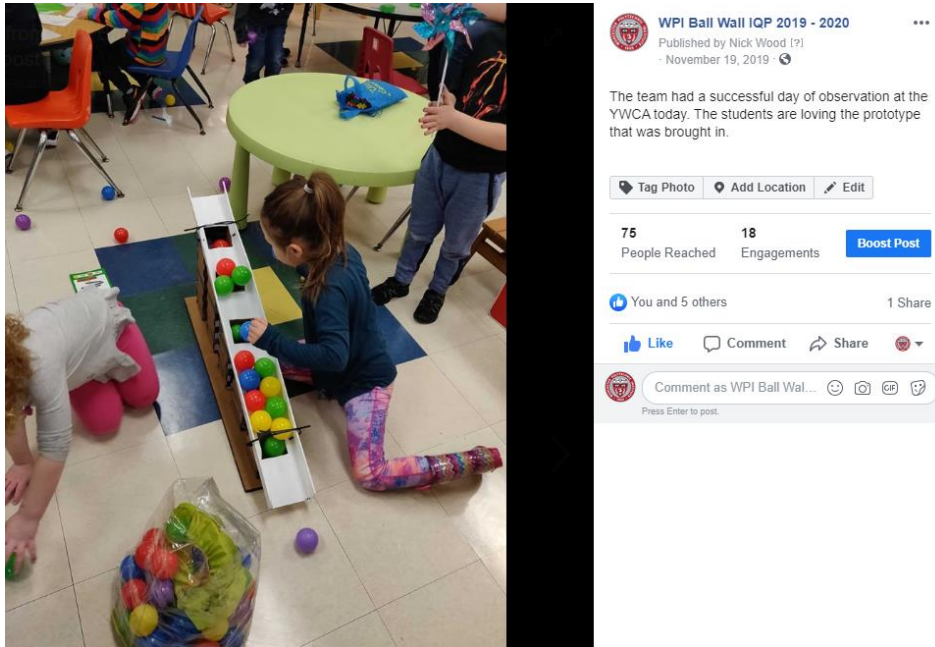 WPI Ball Wall IQP 2019 - 2020
Published by Nick Wood [?]
· November 19, 2019 ·
The team had a successful day of observation at the
YWCA today. The students are loving the prototype
that was brought in.
Tag Photo Add Location Edit
75 18
People Reached Engagements
Boost Post
You and 5 others 1 Share
Like Comment Share
Comment as WPI Ball Wal... GIF
Press Enter to post.